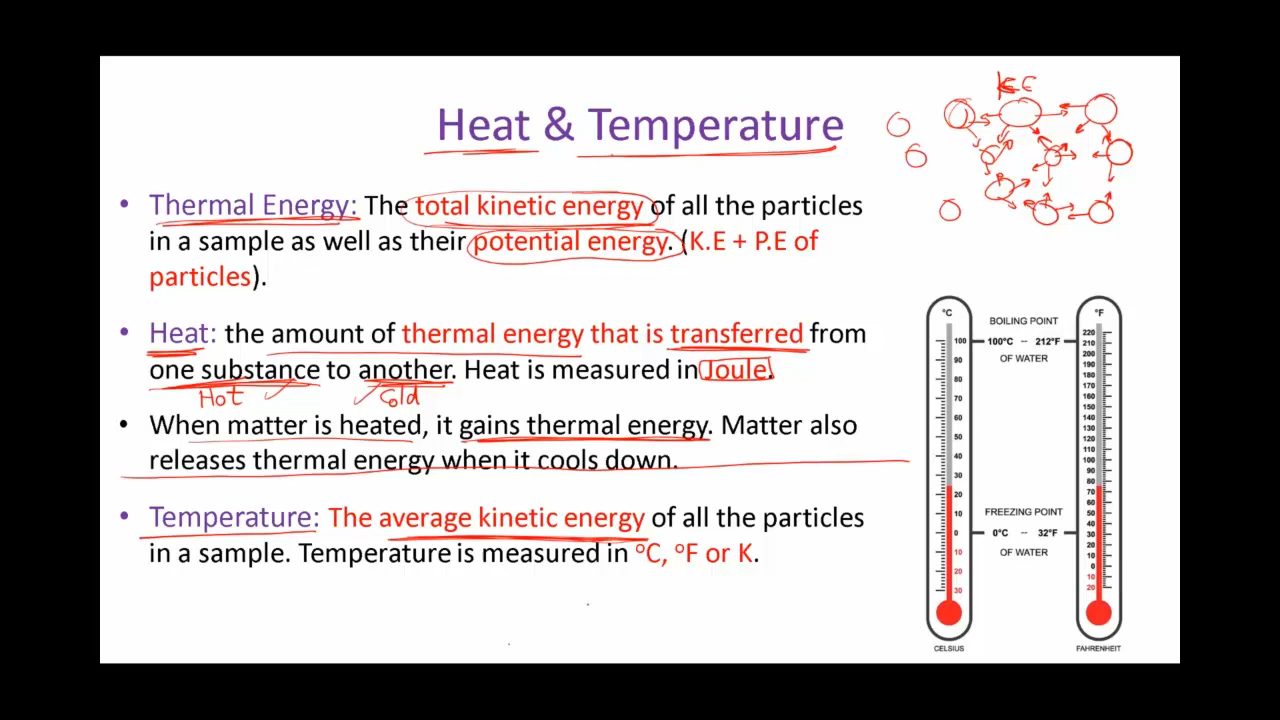 K.E
Heat & Temperature
• Thermal Energy: The total kinetic energy of all the particles
in a sample as well as their potential energy. (K.E + P.E of
particles).
• Heat: the amount of thermal energy that is transferred from
one substance to another. Heat is measured in Joule.
Hot Cold
• When matter is heated, it gains thermal energy. Matter also
releases thermal energy when it cools down.
• Temperature: The average kinetic energy of all the particles
in a sample. Temperature is measured in °C, °F or K.
°C
100
90
80
70
60
50
40
30
20
10
0
10
20
30
CELSIUS
BOILING POINT
100°C -- 212°F
OF WATER
FREEZING POINT
0°C -- 32°F
OF WATER
°F
220
210
200
190
180
170
160
150
140
130
120
110
100
90
80
70
60
50
40
30
20
10
0
10
20
FAHRENHEIT